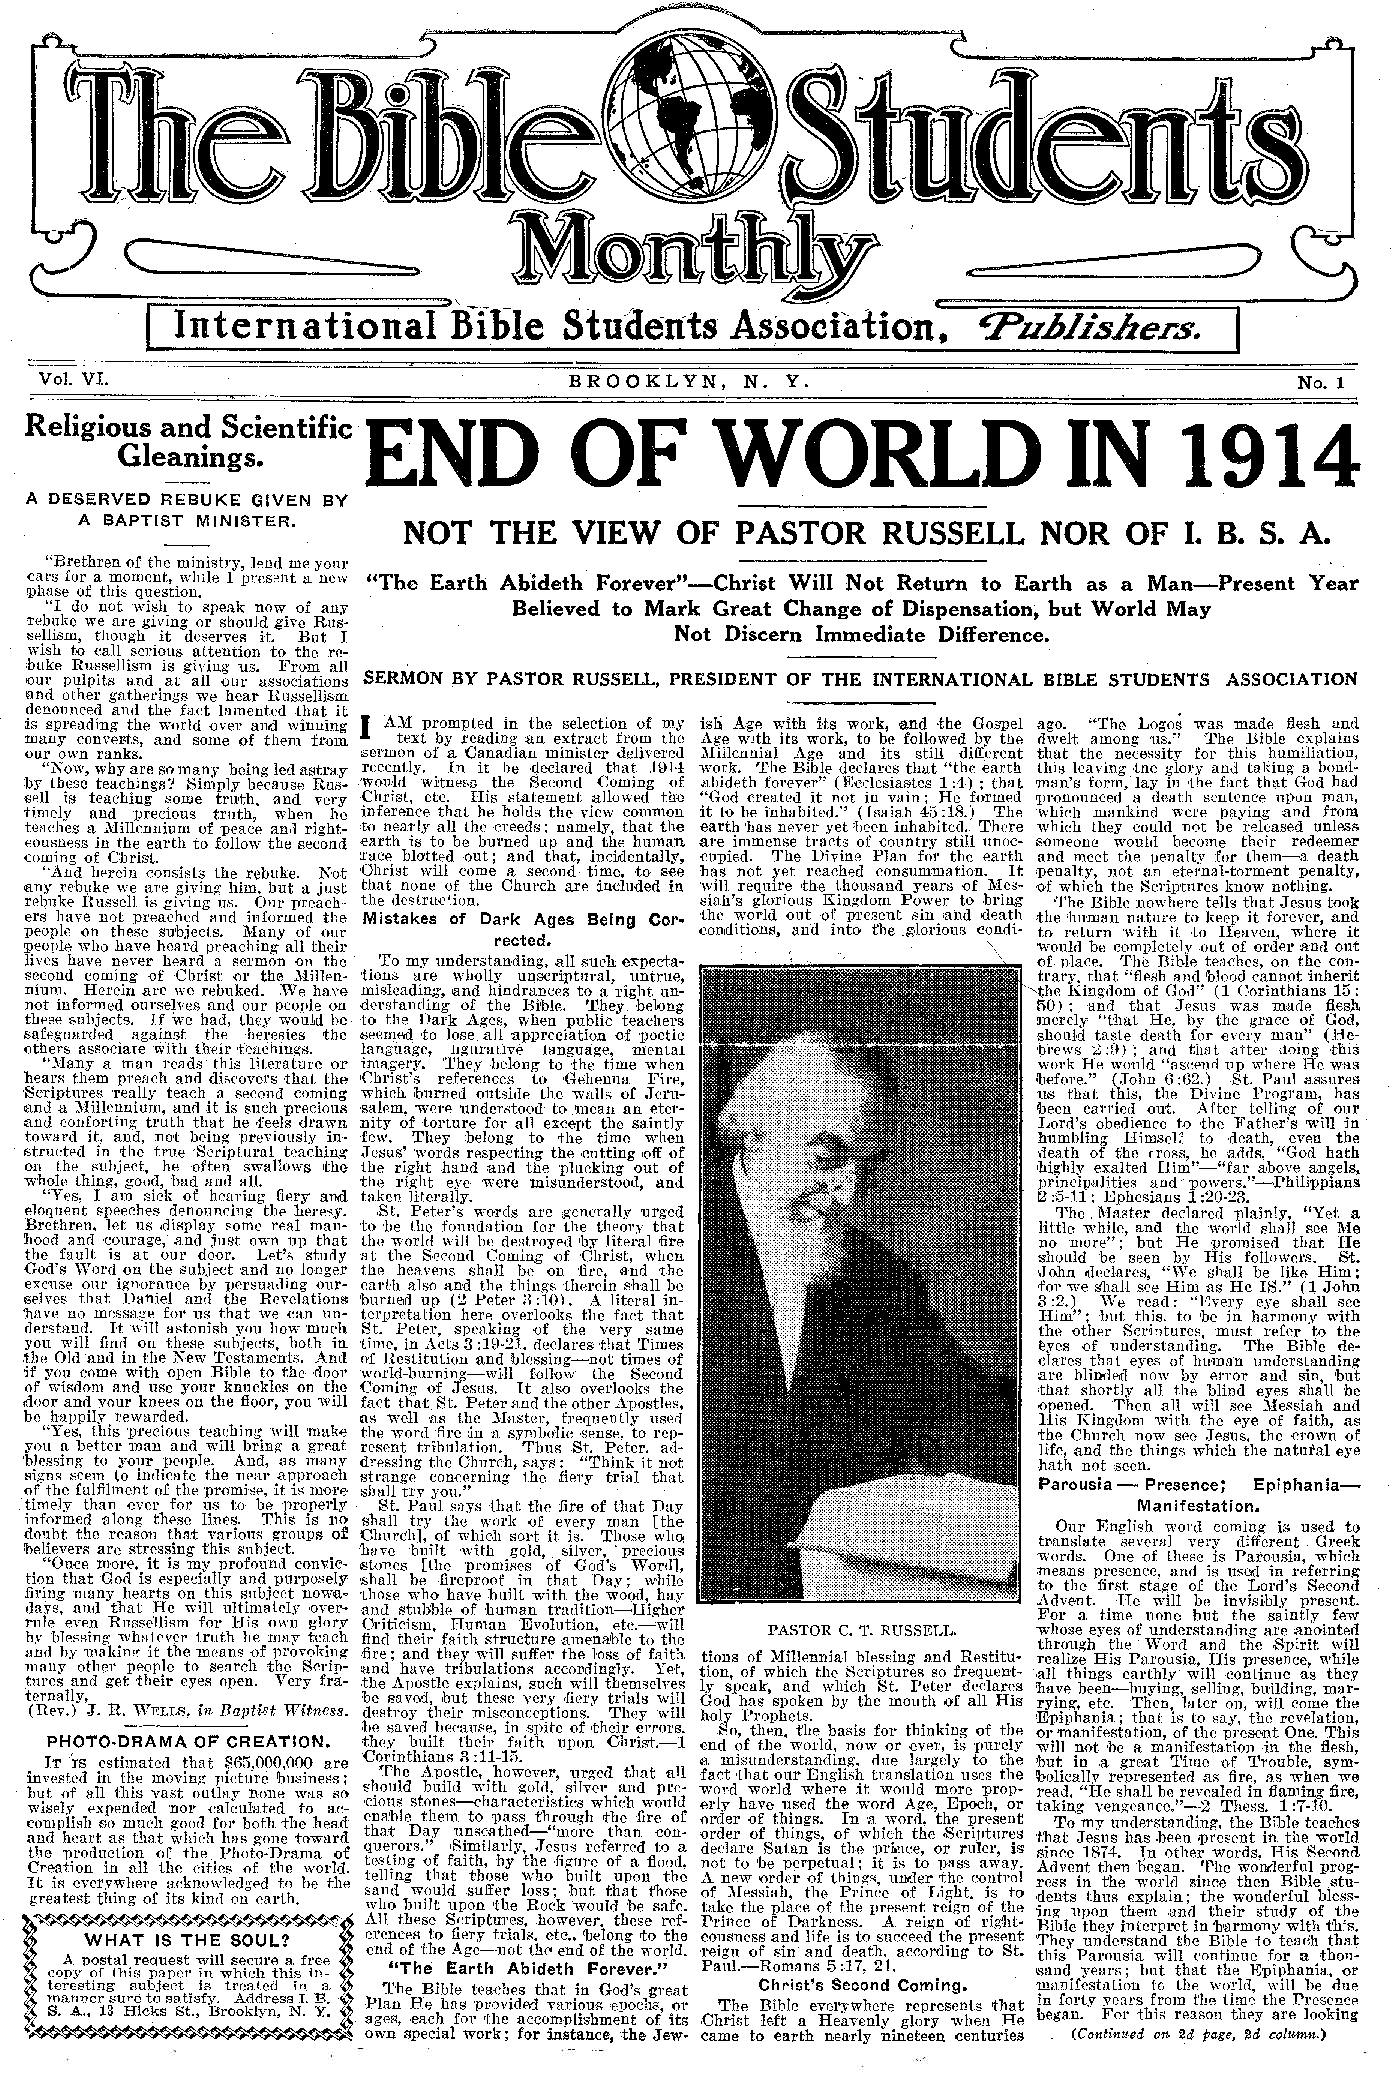 The Bible Students
Monthly
International Bible Students Association, Publishers.
Vol. VI.
BROOKLYN, N. Y.
No. 1
Religious and Scientific
Gleanings.
A DESERVED REBUKE GIVEN BY
A BAPTIST MINISTER.
"Brethren of the ministry, lend me your
ears for a moment, while I present a new
phase of this question.
"I do not wish to speak now of any
rebuke we are giving or should give Rus-
sellism, though it deserves it. But I
wish to call serious attention to the re-
buke Russellism is giving us. From all
our pulpits and at all our associations
and other gatherings we hear Russellism
denounced and the fact lamented that it
is spreading the world over and winning
many converts, and some of them from
our own ranks.
"Now, why are so many being led astray
by these teachings? Simply because Rus-
sell is teaching some truth, and very
timely and precious truth, when he
teaches a Millennium of peace and right-
eousness in the earth to follow the second
coming of Christ.
"And herein consists the rebuke. Not
any rebuke we are giving him, but a just
rebuke Russell is giving us. Our preach-
ers have not preached and informed the
people on these subjects. Many of our
people who have heard preaching all their
lives have never heard a sermon on the
second coming of Christ or the Millen-
nium. Herein are we rebuked. We have
not informed ourselves and our people on
these subjects. If we had, they would be
safeguarded against the heresies the
others associate with their teachings.
"Many a man reads this literature or
hears them preach and discovers that the
Scriptures really teach a second coming
and a Millennium, and it is such precious
and conforting truth that he feels drawn
toward it, and, not being previously in-
structed in the true Scriptural teaching
on the subject, he often swallows the
whole thing, good, bad and all.
"Yes, I am sick of hearing fiery and
eloquent speeches denouncing the heresy.
Brethren, let us display some real man-
hood and courage, and just own up that
the fault is at our door. Let's study
God's Word on the subject and no longer
excuse our ignorance by persuading our-
selves that Daniel and the Revelations
have no message for us that we can un-
derstand. It will astonish you how much
you will find on these subjects, both in
the Old and in the New Testaments. And
if you come with open Bible to the door
of wisdom and use your knuckles on the
door and your knees on the floor, you will
be happily rewarded.
"Yes, this precious teaching will make
you a better man and will bring a great
blessing to your people. And, as many
signs seem to indicate the near approach
of the fulfilment of the promise, it is more
timely than ever for us to be properly
informed along these lines. This is no
doubt the reason that various groups of
believers are stressing this subject.
"Once more, it is my profound convic-
tion that God is especially and purposely
firing many hearts on this subject nowa-
days, and that He will ultimately over-
rule even Russellism for His own glory
by blessing whatever truth he may teach
and by making it the means of provoking
many other people to search the Scrip-
tures and get their eyes open. Very fra-
ternally,
(Rev.) J. R. WELLS, in Baptist Witness.
PHOTO-DRAMA OF CREATION.
IT IS estimated that $65,000,000 are
invested in the moving picture business;
but of all this vast outlay none was so
wisely expended nor calculated to ac-
complish so much good for both the head
and heart as that which has gone toward
the production of the Photo-Drama of
Creation in all the cities of the world.
It is everywhere acknowledged to be the
greatest thing of its kind on earth.
WHAT IS THE SOUL?
A postal request will secure a free
copy of this paper in which this in-
teresting subject is treated in a
manner sure to satisfy. Address I. B.
S. A., 13 Hicks St., Brooklyn, N. Y.
END OF WORLD IN 1914
NOT THE VIEW OF PASTOR RUSSELL NOR OF I. B. S. A.
"The Earth Abideth Forever"—Christ Will Not Return to Earth as a Man—Present Year
Believed to Mark Great Change of Dispensation, but World May
Not Discern Immediate Difference.
SERMON BY PASTOR RUSSELL, PRESIDENT OF THE INTERNATIONAL BIBLE STUDENTS ASSOCIATION
I AM prompted in the selection of my
text by reading an extract from the
sermon of a Canadian minister delivered
recently. In it he declared that 1914
would witness the Second Coming of
Christ, etc. His statement allowed the
inference that he holds the view common
to nearly all the creeds; namely, that the
earth is to be burned up and the human
race blotted out; and that, incidentally,
Christ will come a second time, to see
that none of the Church are included in
the destruction.
Mistakes of Dark Ages Being Cor-
rected.
To my understanding, all such expecta-
tions are wholly unscriptural, untrue,
misleading, and hindrances to a right un-
derstanding of the Bible. They belong
to the Dark Ages, when public teachers
seemed to lose all appreciation of poetic
language, figurative language, mental
imagery. They belong to the time when
Christ's references to Gehenna Fire,
which burned outside the walls of Jeru-
salem, were understood to mean an eter-
nity of torture for all except the saintly
few. They belong to the time when
Jesus' words respecting the cutting off of
the right hand and the plucking out of
the right eye were misunderstood, and
taken literally.
St. Peter's words are generally urged
to be the foundation for the theory that
the world will be destroyed by literal fire
at the Second Coming of Christ, when
the heavens shall be on fire, and the
earth also and the things therein shall be
burned up (2 Peter 3:10). A literal in-
terpretation here overlooks the fact that
St. Peter, speaking of the very same
time, in Acts 3:19-21, declares that Times
of Restitution and blessing—not times of
world-burning—will follow the Second
Coming of Jesus. It also overlooks the
fact that St. Peter and the other Apostles,
as well as the Master, frequently used
the word fire in a symbolic sense, to rep-
resent tribulation. Thus St. Peter, ad-
dressing the Church, says: "Think it not
strange concerning the fiery trial that
shall try you."
St. Paul says that the fire of that Day
shall try the work of every man [the
Church], of which sort it is. Those who
have built with gold, silver, precious
stones [the promises of God's Word],
shall be fireproof in that Day; while
those who have built with the wood, hay
and stubble of human tradition—Higher
Criticism, Human Evolution, etc.—will
find their faith structure amenable to the
fire; and they will suffer the loss of faith
and have tribulations accordingly. Yet,
the Apostle explains, such will themselves
be saved, but these very fiery trials will
destroy their misconceptions. They will
be saved because, in spite of their errors,
they built their faith upon Christ.—1
Corinthians 3:11-15.
The Apostle, however, urged that all
should build with gold, silver and pre-
cious stones—characteristics which would
enable them to pass through the fire of
that Day unscathed—"more than con-
querors." Similarly, Jesus referred to a
testing of faith, by the figure of a flood,
telling that those who built upon the
sand would suffer loss; but that those
who built upon the Rock would be safe.
All these Scriptures, however, these ref-
erences to fiery trials, etc., belong to the
end of the Age—not the end of the world.
"The Earth Abideth Forever."
The Bible teaches that in God's great
Plan He has provided various epochs, or
ages, each for the accomplishment of its
own special work; for instance, the Jew-
ish Age with its work, and the Gospel
Age with its work, to be followed by the
Millennial Age and its still different
work. The Bible declares that "the earth
abideth forever" (Ecclesiastes 1:4); that
"God created it not in vain; He formed
it to be inhabited." (Isaiah 45:18.) The
earth has never yet been inhabited. There
are immense tracts of country still unoc-
cupied. The Divine Plan for the earth
has not yet reached consummation. It
will require the thousand years of Mes-
siah's glorious Kingdom Power to bring
the world out of present sin and death
conditions, and into the glorious condi-
PASTOR C. T. RUSSELL.
tions of Millennial blessing and Restitu-
tion, of which the Scriptures so frequent-
ly speak, and which St. Peter declares
God has spoken by the mouth of all His
holy Prophets.
So, then, the basis for thinking of the
end of the world, now or ever, is purely
a misunderstanding, due largely to the
fact that our English translation uses the
word world where it would more prop-
erly have used the word Age, Epoch, or
order of things. In a word, the present
order of things, of which the Scriptures
declare Satan is the prince, or ruler, is
not to be perpetual; it is to pass away.
A new order of things, under the control
of Messiah, the Prince of Light, is to
take the place of the present reign of the
Prince of Darkness. A reign of right-
eousness and life is to succeed the present
reign of sin and death, according to St.
Paul.—Romans 5:17, 21.
Christ's Second Coming.
The Bible everywhere represents that
Christ left a Heavenly glory when He
came to earth nearly nineteen centuries
ago. "The Logos was made flesh and
dwelt among us." The Bible explains
that the necessity for this humiliation,
this leaving the glory and taking a bond-
man's form, lay in the fact that God had
pronounced a death sentence upon man,
which mankind were paying and from
which they could not be released unless
someone would become their redeemer
and meet the penalty for them—a death
penalty, not an eternal-torment penalty,
of which the Scriptures know nothing.
The Bible nowhere tells that Jesus took
the human nature to keep it forever, and
to return with it to Heaven, where it
would be completely out of order and out
of place. The Bible teaches, on the con-
trary, that "flesh and blood cannot inherit
the Kingdom of God" (1 Corinthians 15:
50); and that Jesus was made flesh
merely "that He, by the grace of God,
should taste death for every man" (He-
brews 2:9); and that after doing this
work He would "ascend up where He was
before." (John 6:62.) St. Paul assures
us that this, the Divine Program, has
been carried out. After telling of our
Lord's obedience to the Father's will in
humbling Himself to death, even the
death of the cross, he adds, "God hath
highly exalted Him"—"far above angels,
principalities and powers."—Philippians
2:5-11; Ephesians 1:20-23.
The Master declared plainly, "Yet a
little while, and the world shall see Me
no more"; but He promised that He
should be seen by His followers. St.
John declares, "We shall be like Him;
for we shall see Him as He IS." (1 John
3:2.) We read: "Every eye shall see
Him"; but this, to be in harmony with
the other Scriptures, must refer to the
eyes of understanding. The Bible de-
clares that eyes of human understanding
are blinded now by error and sin, but
that shortly all the blind eyes shall be
opened. Then all will see Messiah and
His Kingdom with the eye of faith, as
the Church now see Jesus, the crown of
life, and the things which the natural eye
hath not seen.
Parousia — Presence; Epiphania—
Manifestation.
Our English word coming is used to
translate several very different Greek
words. One of these is Parousia, which
means presence, and is used in referring
to the first stage of the Lord's Second
Advent. He will be invisibly present.
For a time none but the saintly few
whose eyes of understanding are anointed
through the Word and the Spirit will
realize His Parousia, His presence, while
all things earthly will continue as they
have been—buying, selling, building, mar-
rying, etc. Then, later on, will come the
Epiphania; that is to say, the revelation,
or manifestation, of the present One. This
will not be a manifestation in the flesh,
but in a great Time of Trouble, sym-
bolically represented as fire, as when we
read, "He shall be revealed in flaming fire,
taking vengeance."—2 Thess. 1:7-10.
To my understanding, the Bible teaches
that Jesus has been present in the world
since 1874. In other words, His Second
Advent then began. The wonderful prog-
ress in the world since then Bible stu-
dents thus explain; the wonderful bless-
ing upon them and their study of the
Bible they interpret in harmony with this.
They understand the Bible to teach that
this Parousia will continue for a thou-
sand years; but that the Epiphania, or
manifestation to the world, will be due
in forty years from the time the Presence
began. For this reason they are looking
(Continued on 2d page, 2d column.)